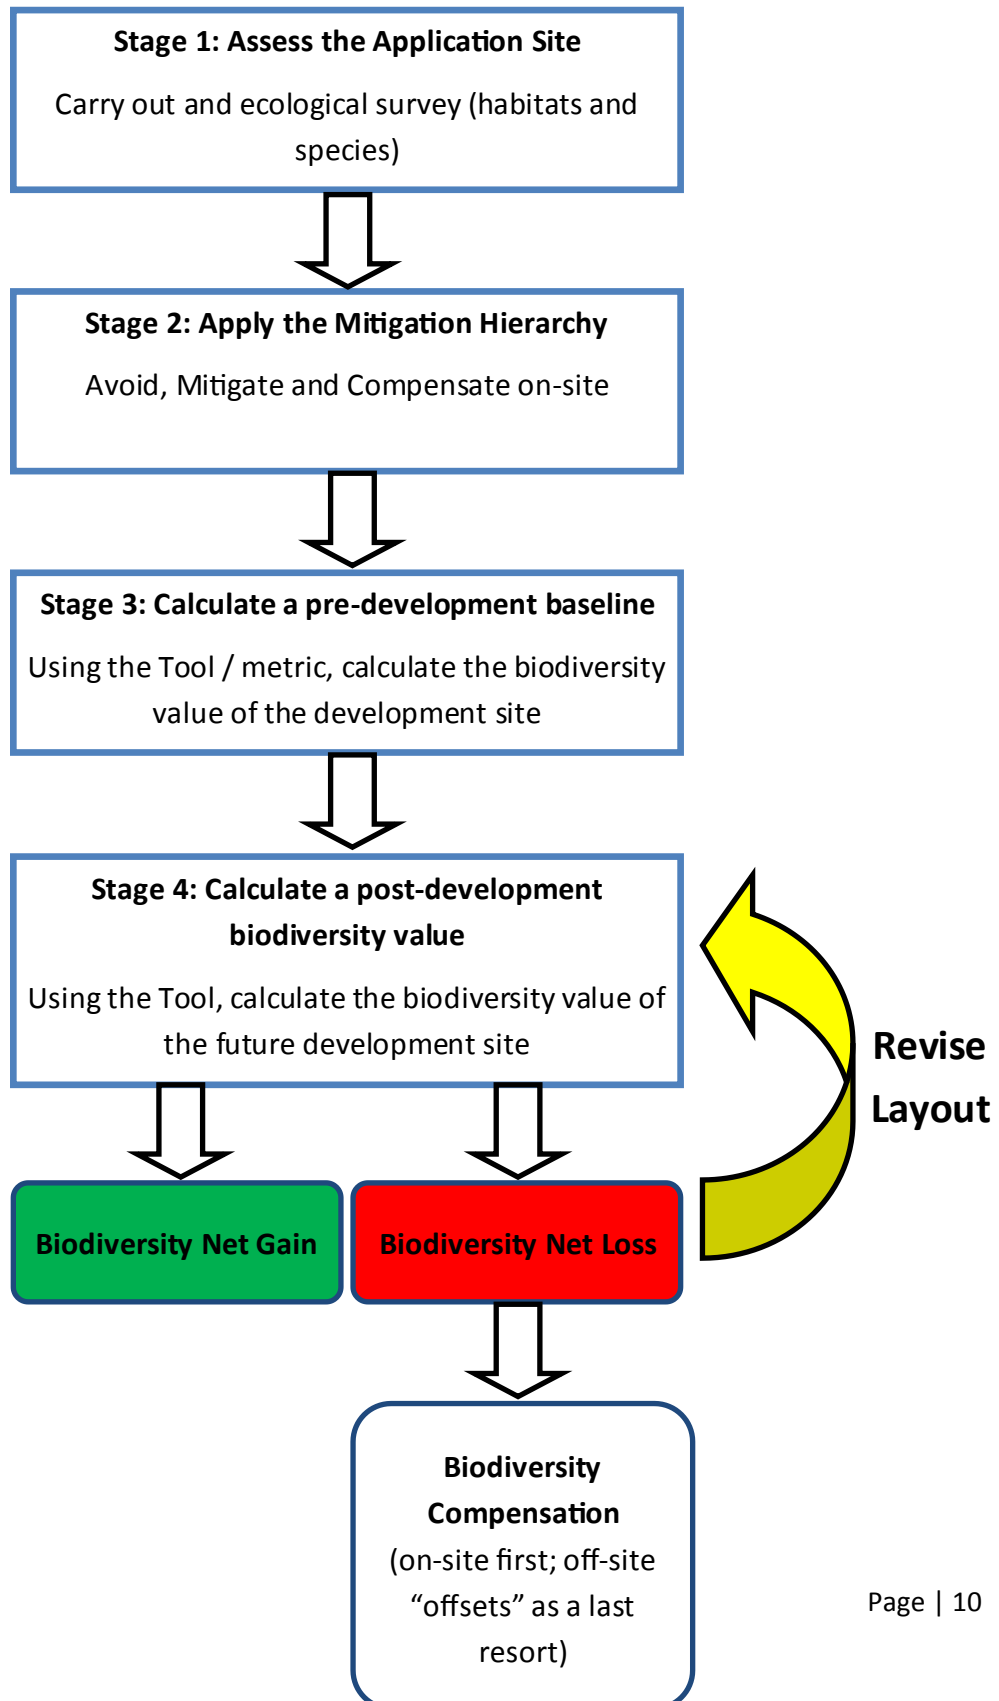 Stage 1: Assess the Application Site
Carry out and ecological survey (habitats and
species)
Stage 2: Apply the Mitigation Hierarchy
Avoid, Mitigate and Compensate on-site
Stage 3: Calculate a pre-development baseline
Using the Tool / metric, calculate the biodiversity
value of the development site
Stage 4: Calculate a post-development
biodiversity value
Using the Tool, calculate the biodiversity value of
the future development site
Revise
Layout
Biodiversity Net Gain
Biodiversity Net Loss
Biodiversity
Compensation
(on-site first; off-site
“offsets” as a last
resort)
Page | 10